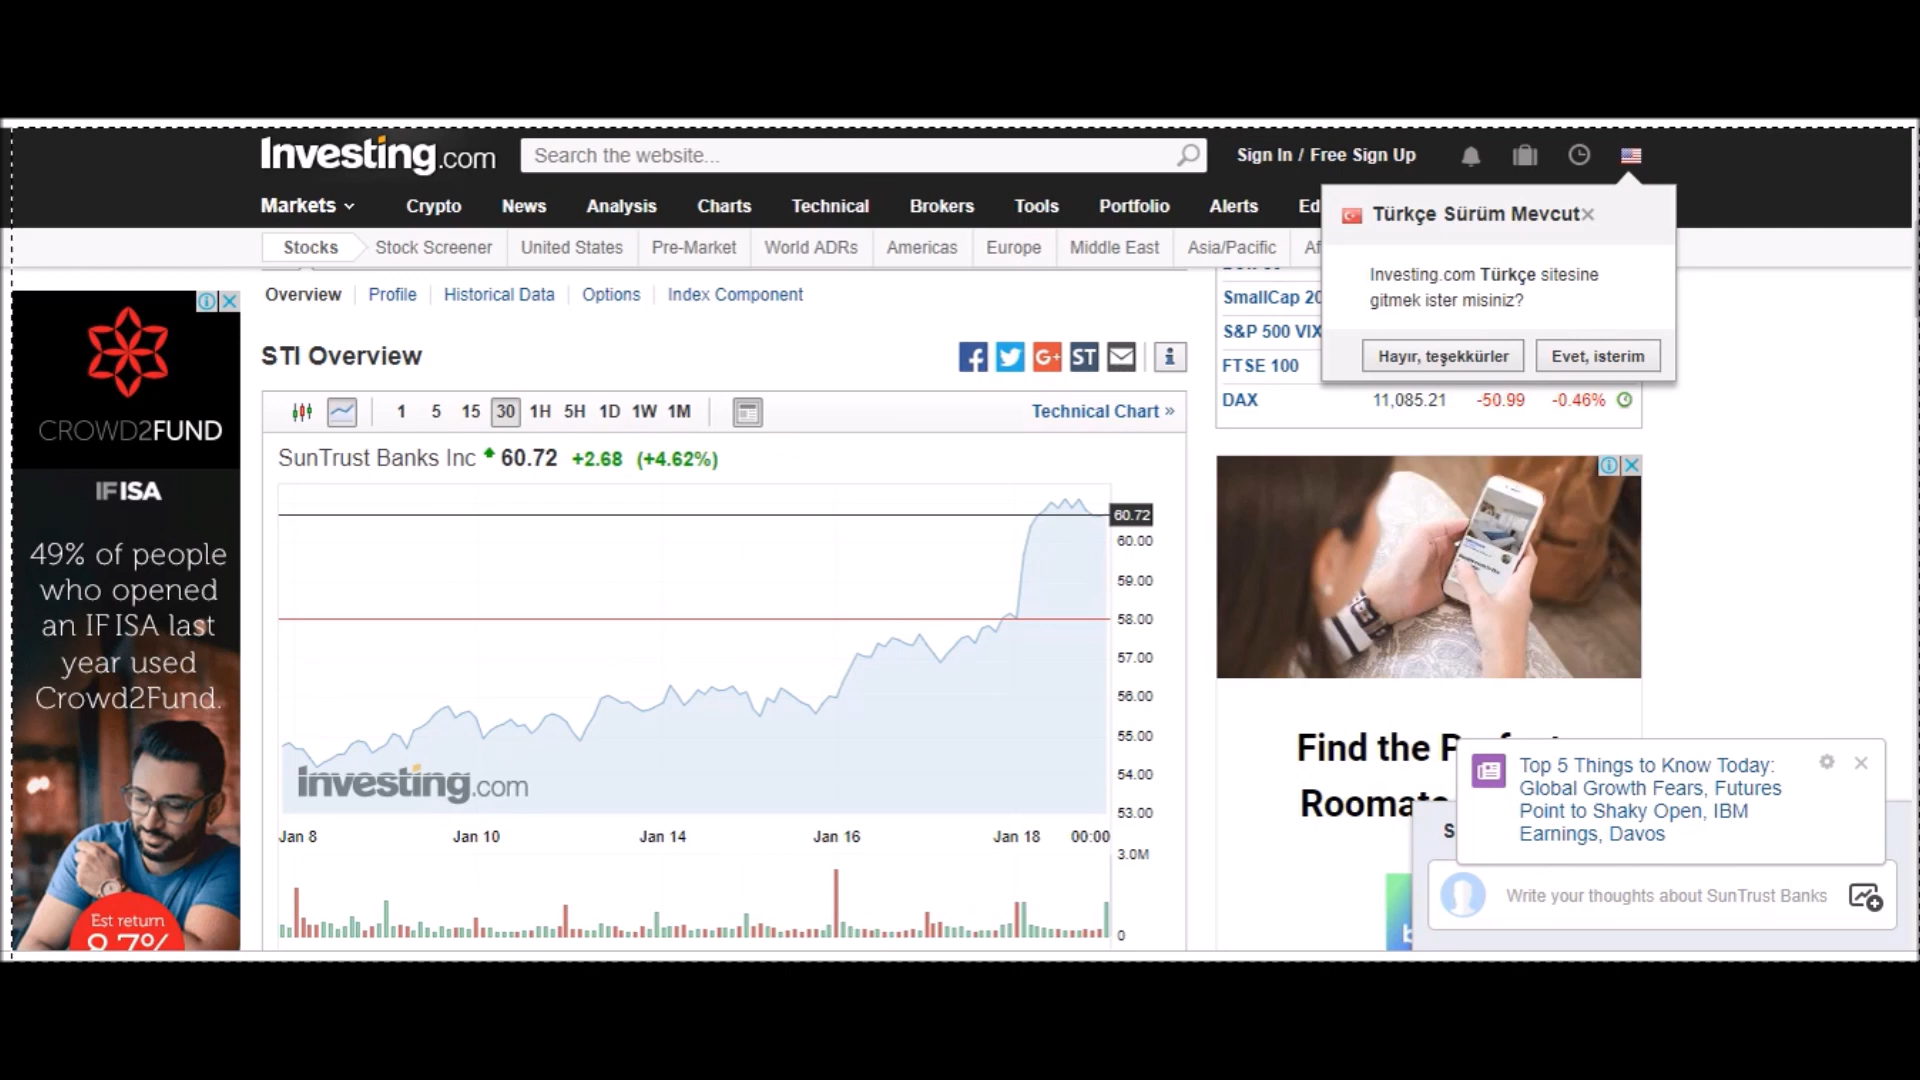 Investing.com
Search the website...
Sign In / Free Sign Up
Markets
Crypto
News
Analysis
Charts
Technical
Brokers
Tools
Portfolio
Alerts
Ed
Stocks
Stock Screener
United States
Pre-Market
World ADRs
Americas
Europe
Middle East
Asia/Pacific
Af
Türkçe Sürüm Mevcut
Investing.com Türkçe sitesine
gitmek ister misiniz?
Hayır, teşekkürler
Evet, isterim
Overview
Profile
Historical Data
Options
Index Component
STI Overview
ST
1
5
15
30
1H
5H
1D
1W
1M
Technical Chart »
SunTrust Banks Inc 60.72 +2.68 (+4.62%)
60.72
60.00
59.00
58.00
57.00
56.00
55.00
54.00
53.00
Investing.com
Jan 8
Jan 10
Jan 14
Jan 16
Jan 18
00:00
3.0M
0
SmallCap 20
S&P 500 VIX
FTSE 100
DAX 11,085.21 -50.99 -0.46%
CROWD2FUND
IFISA
49% of people
who opened
an IFISA last
year used
Crowd2Fund.
Est return
8.7%
Find the Perfect
Roomate
Top 5 Things to Know Today:
Global Growth Fears, Futures
Point to Shaky Open, IBM
Earnings, Davos
S
Write your thoughts about SunTrust Banks